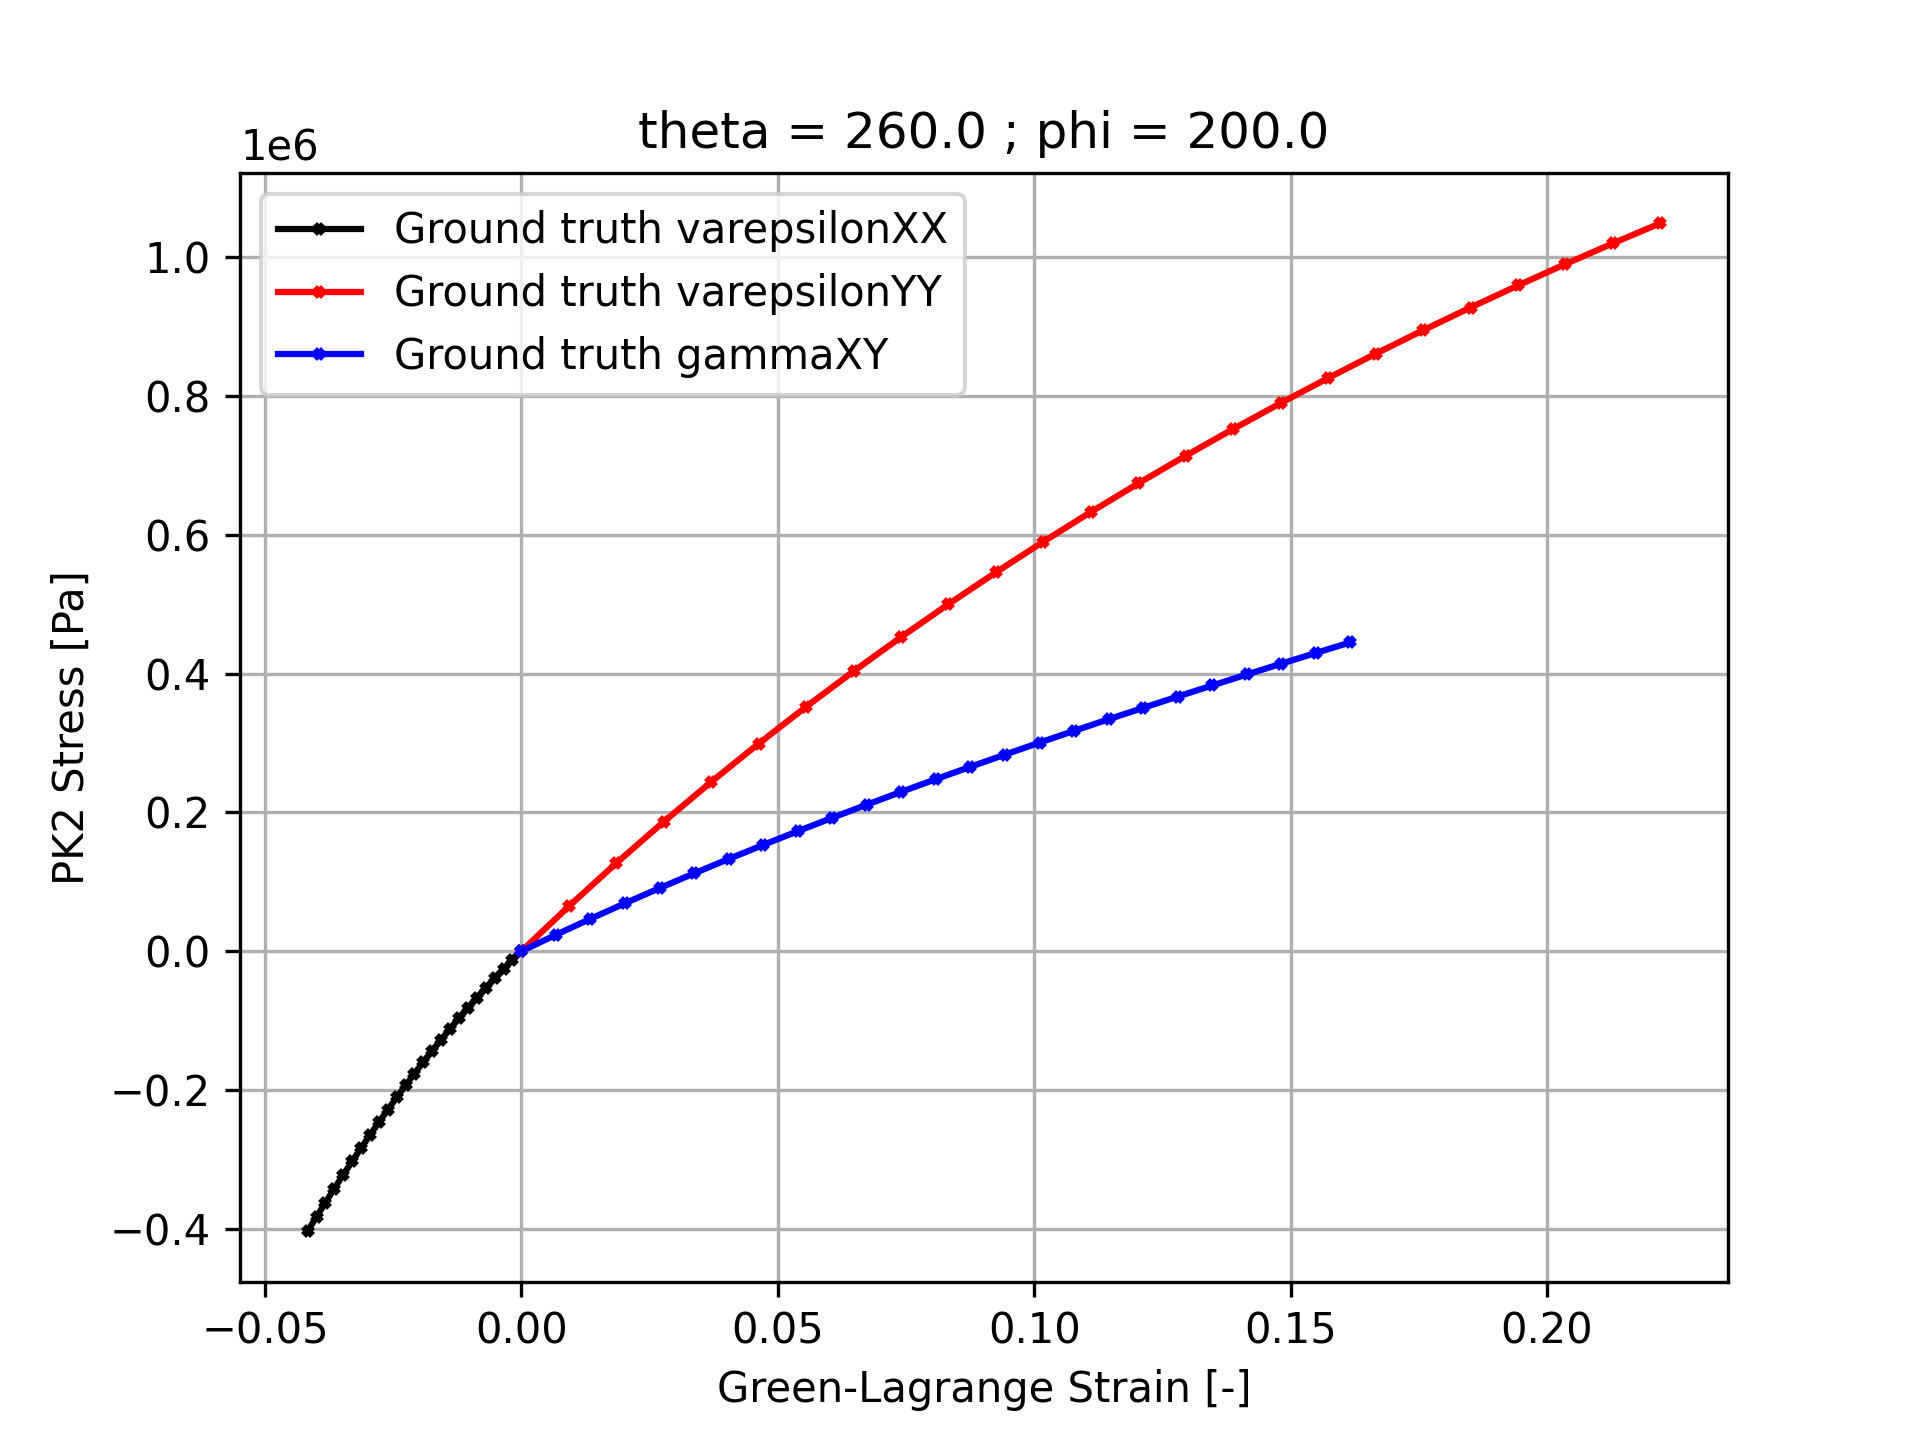 theta = 260.0 ; phi = 200.0
1e6
Ground truth varepsilonXX
Ground truth varepsilonYY
Ground truth gammaXY
1.0
0.8
0.6
0.4
0.2
0.0
−0.2
−0.4
PK2 Stress [Pa]
−0.05 0.00 0.05 0.10 0.15 0.20
Green-Lagrange Strain [-]